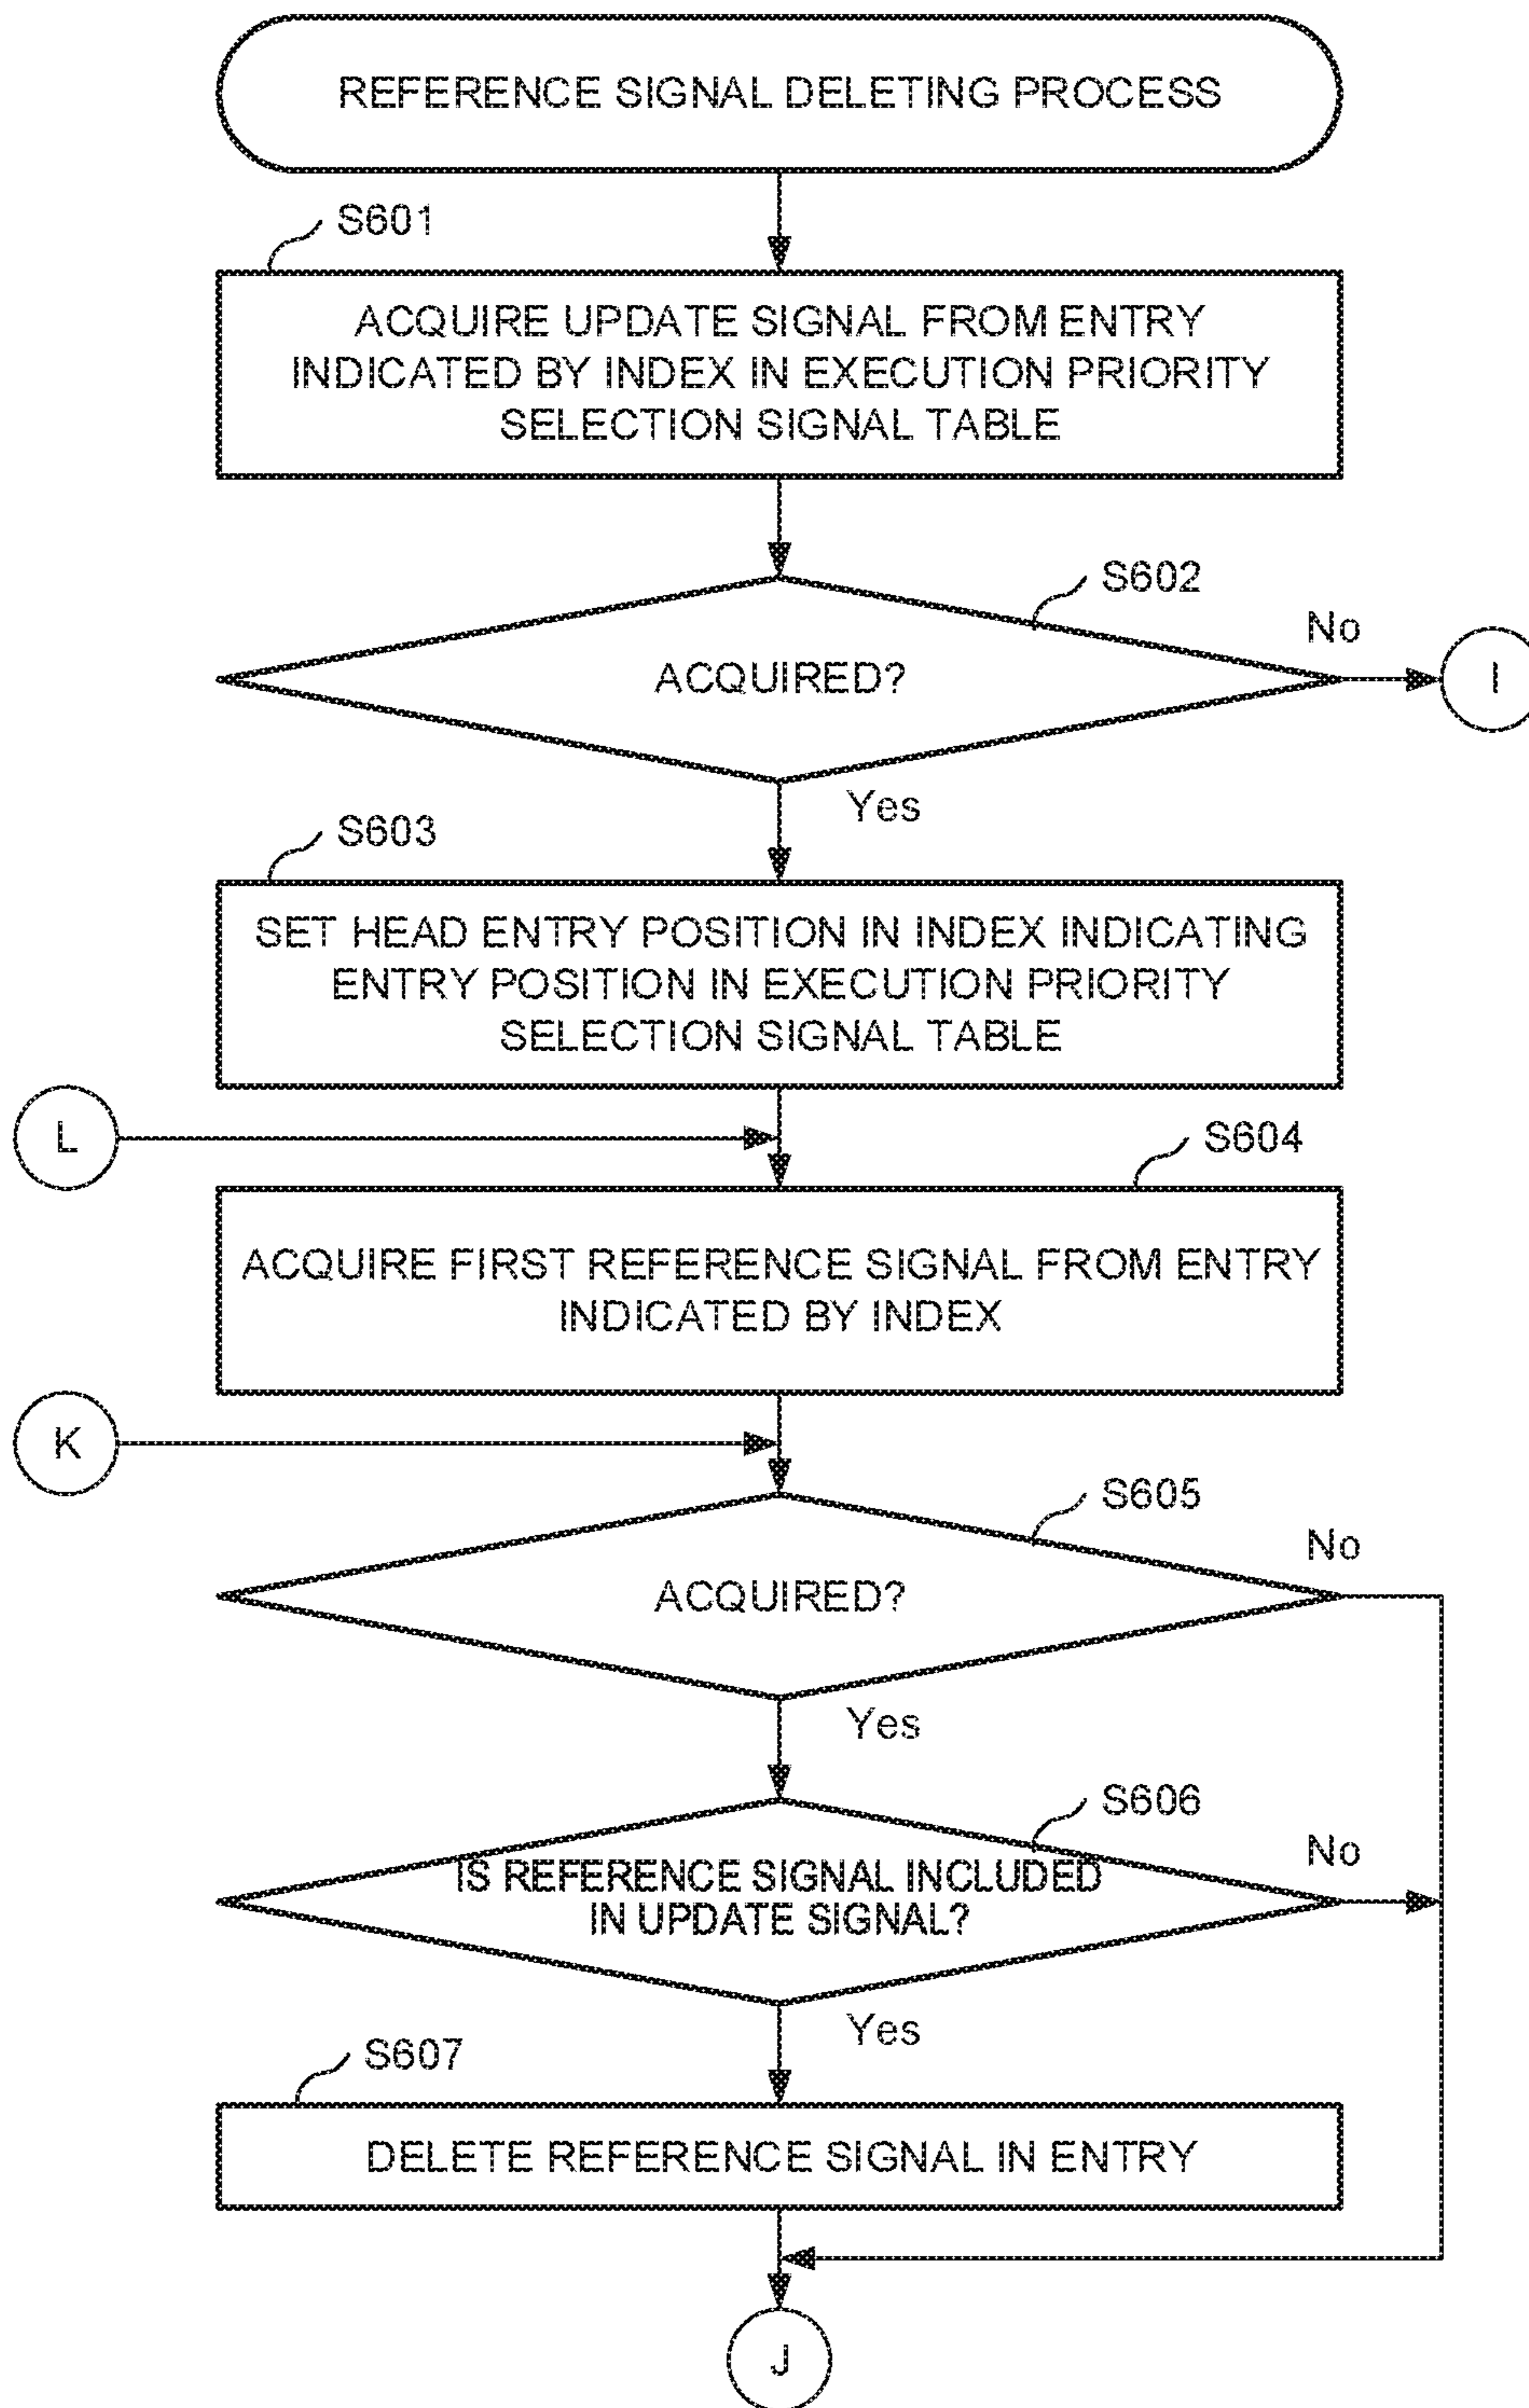 REFERENCE SIGNAL DELETING PROCESS
S601
ACQUIRE UPDATE SIGNAL FROM ENTRY
INDICATED BY INDEX IN EXECUTION PRIORITY
SELECTION SIGNAL TABLE
S602
No
ACQUIRED?
I
Yes
S603
SET HEAD ENTRY POSITION IN INDEX INDICATING
ENTRY POSITION IN EXECUTION PRIORITY
SELECTION SIGNAL TABLE
L
S604
ACQUIRE FIRST REFERENCE SIGNAL FROM ENTRY
INDICATED BY INDEX
K
S605
No
ACQUIRED?
Yes
S606
No
IS REFERENCE SIGNAL INCLUDED
IN UPDATE SIGNAL?
Yes
S607
DELETE REFERENCE SIGNAL IN ENTRY
J